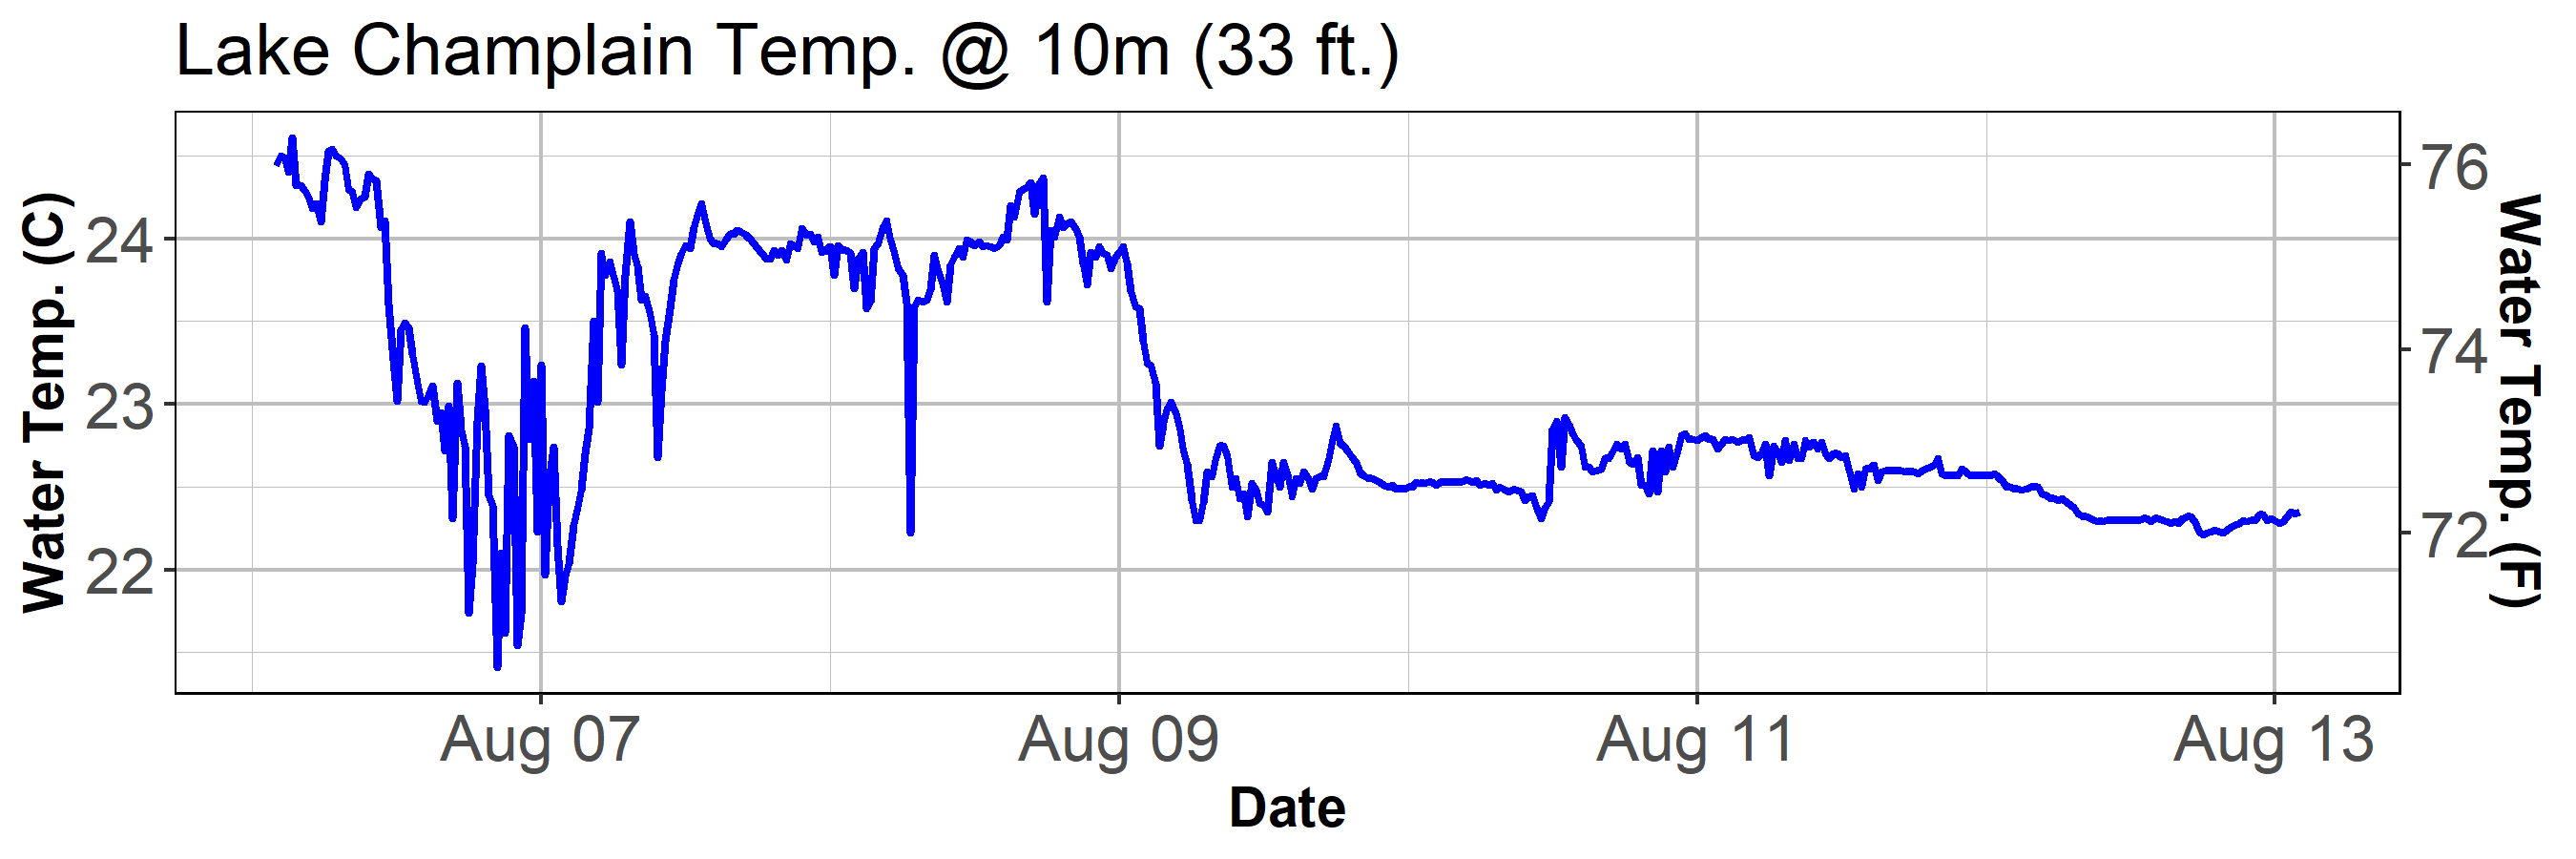 Lake Champlain Temp. @ 10m (33 ft.)
Water Temp. (C)
24
23
22
76
74
72
Water Temp. (F)
Aug 07
Aug 09
Aug 11
Aug 13
Date